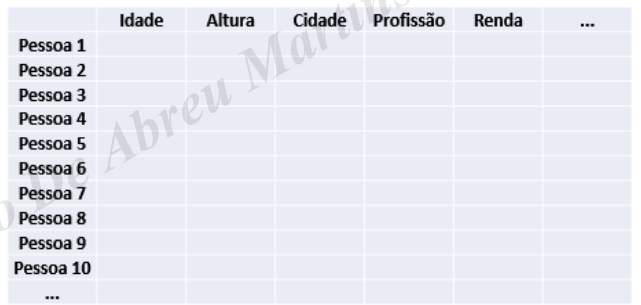 Idade Altura Cidade Profissão Renda ...
Pessoa 1
Pessoa 2
Pessoa 3
Pessoa 4
Pessoa 5
Pessoa 6
Pessoa 7
Pessoa 8
Pessoa 9
Pessoa 10
...
o De Abreu Martins